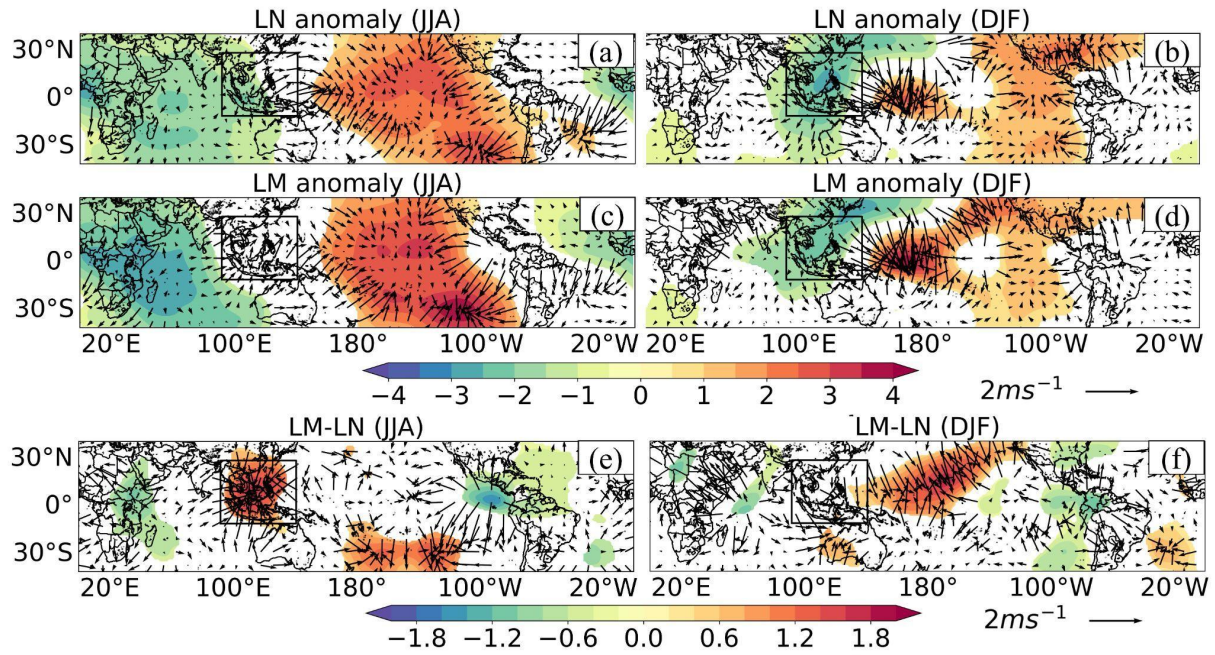 LN anomaly (JJA)
LN anomaly (DJF)
30°N
0°
30°S
(a)
(b)
LM anomaly (JJA)
LM anomaly (DJF)
30°N
0°
30°S
(c)
(d)
20°E 100°E 180° 100°W 20°W
20°E 100°E 180° 100°W 20°W
−4 −3 −2 −1 0 1 2 3 4
2ms⁻¹
LM-LN (JJA)
LM-LN (DJF)
30°N
0°
30°S
(e)
(f)
20°E 100°E 180° 100°W 20°W
20°E 100°E 180° 100°W 20°W
−1.8 −1.2 −0.6 0.0 0.6 1.2 1.8
2ms⁻¹